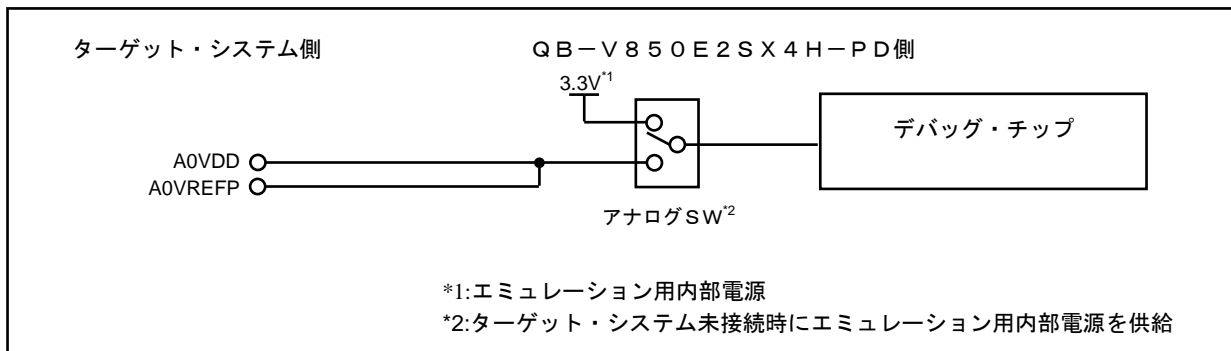 ターゲット・システム側
QB－V850E2SX4H－PD側
3.3V*1
デバッグ・チップ
A0VDD
A0VREFP
アナログSW*2
*1:エミュレーション用内部電源
*2:ターゲット・システム未接続時にエミュレーション用内部電源を供給